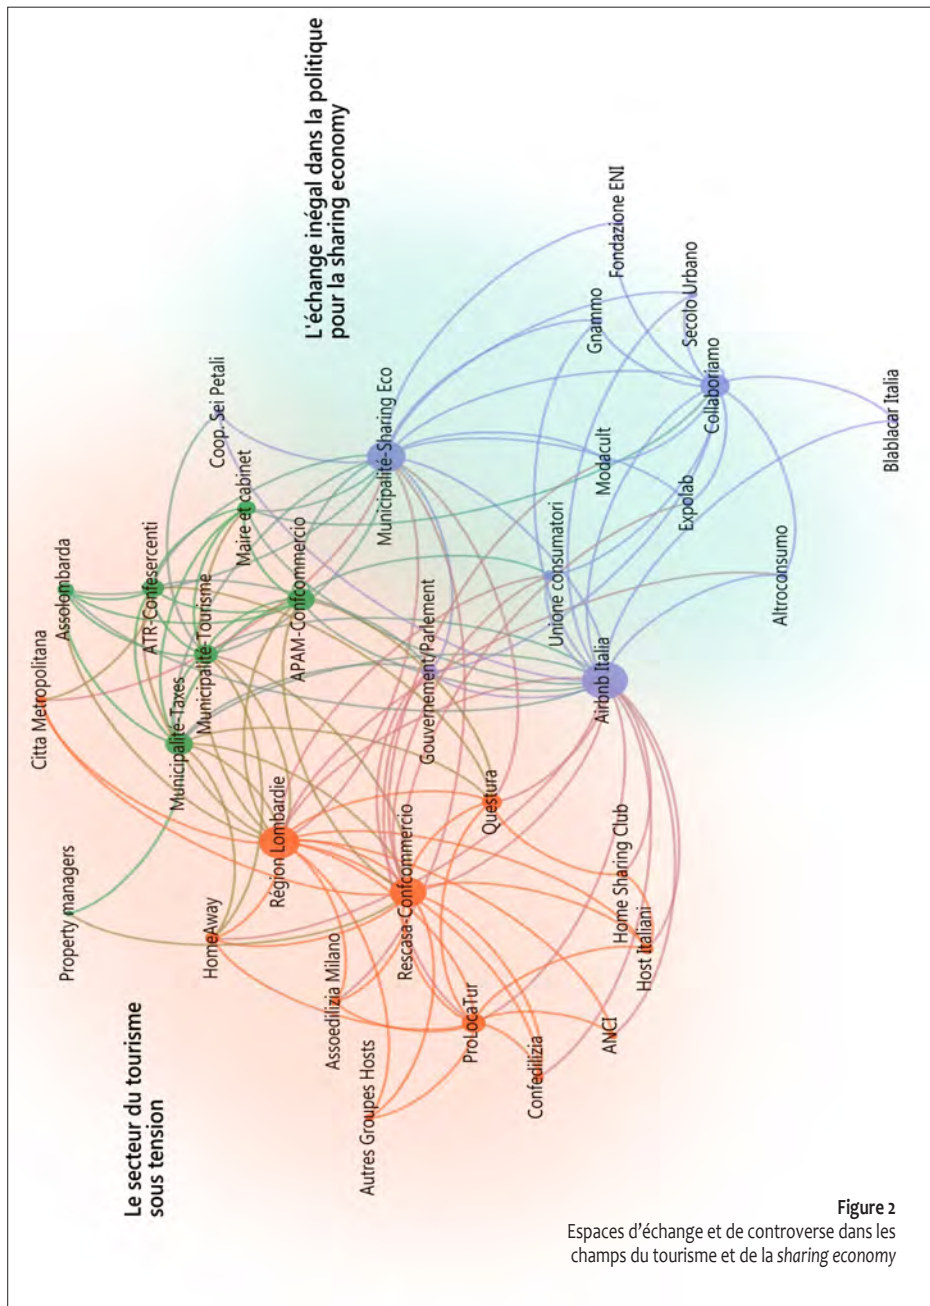 Le secteur du tourisme
sous tension
L'échange inégal dans la politique
pour la sharing economy
Property managers
Citta Metropolitana
Assolombarda
Municipalité-Taxes
ATR-Confesercenti
Municipalité-Tourisme
Maire et cabinet
Coop. Sei Petali
HomeAway
Région Lombardie
APAM-Confcommercio
Assoedilizia Milano
Autres Groupes Hosts
Rescasa-Confcommercio
Gouvernement/Parlement
Municipalité-Sharing Eco
ProLocaTur
Questura
Confedilizia
Unione consumatori
Gnammo
Fondazione ENI
ANCI
Home Sharing Club
Host Italiani
Airbnb Italia
Modacult
Expolab
Secolo Urbano
Collaboriamo
Altroconsumo
Blablacar Italia
Figure 2
Espaces d'échange et de controverse dans les
champs du tourisme et de la sharing economy